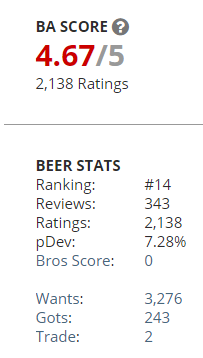 BA SCORE ?
4.67/5
2,138 Ratings
BEER STATS
Ranking: #14
Reviews: 343
Ratings: 2,138
pDev: 7.28%
Bros Score: 0
Wants: 3,276
Gots: 243
Trade: 2